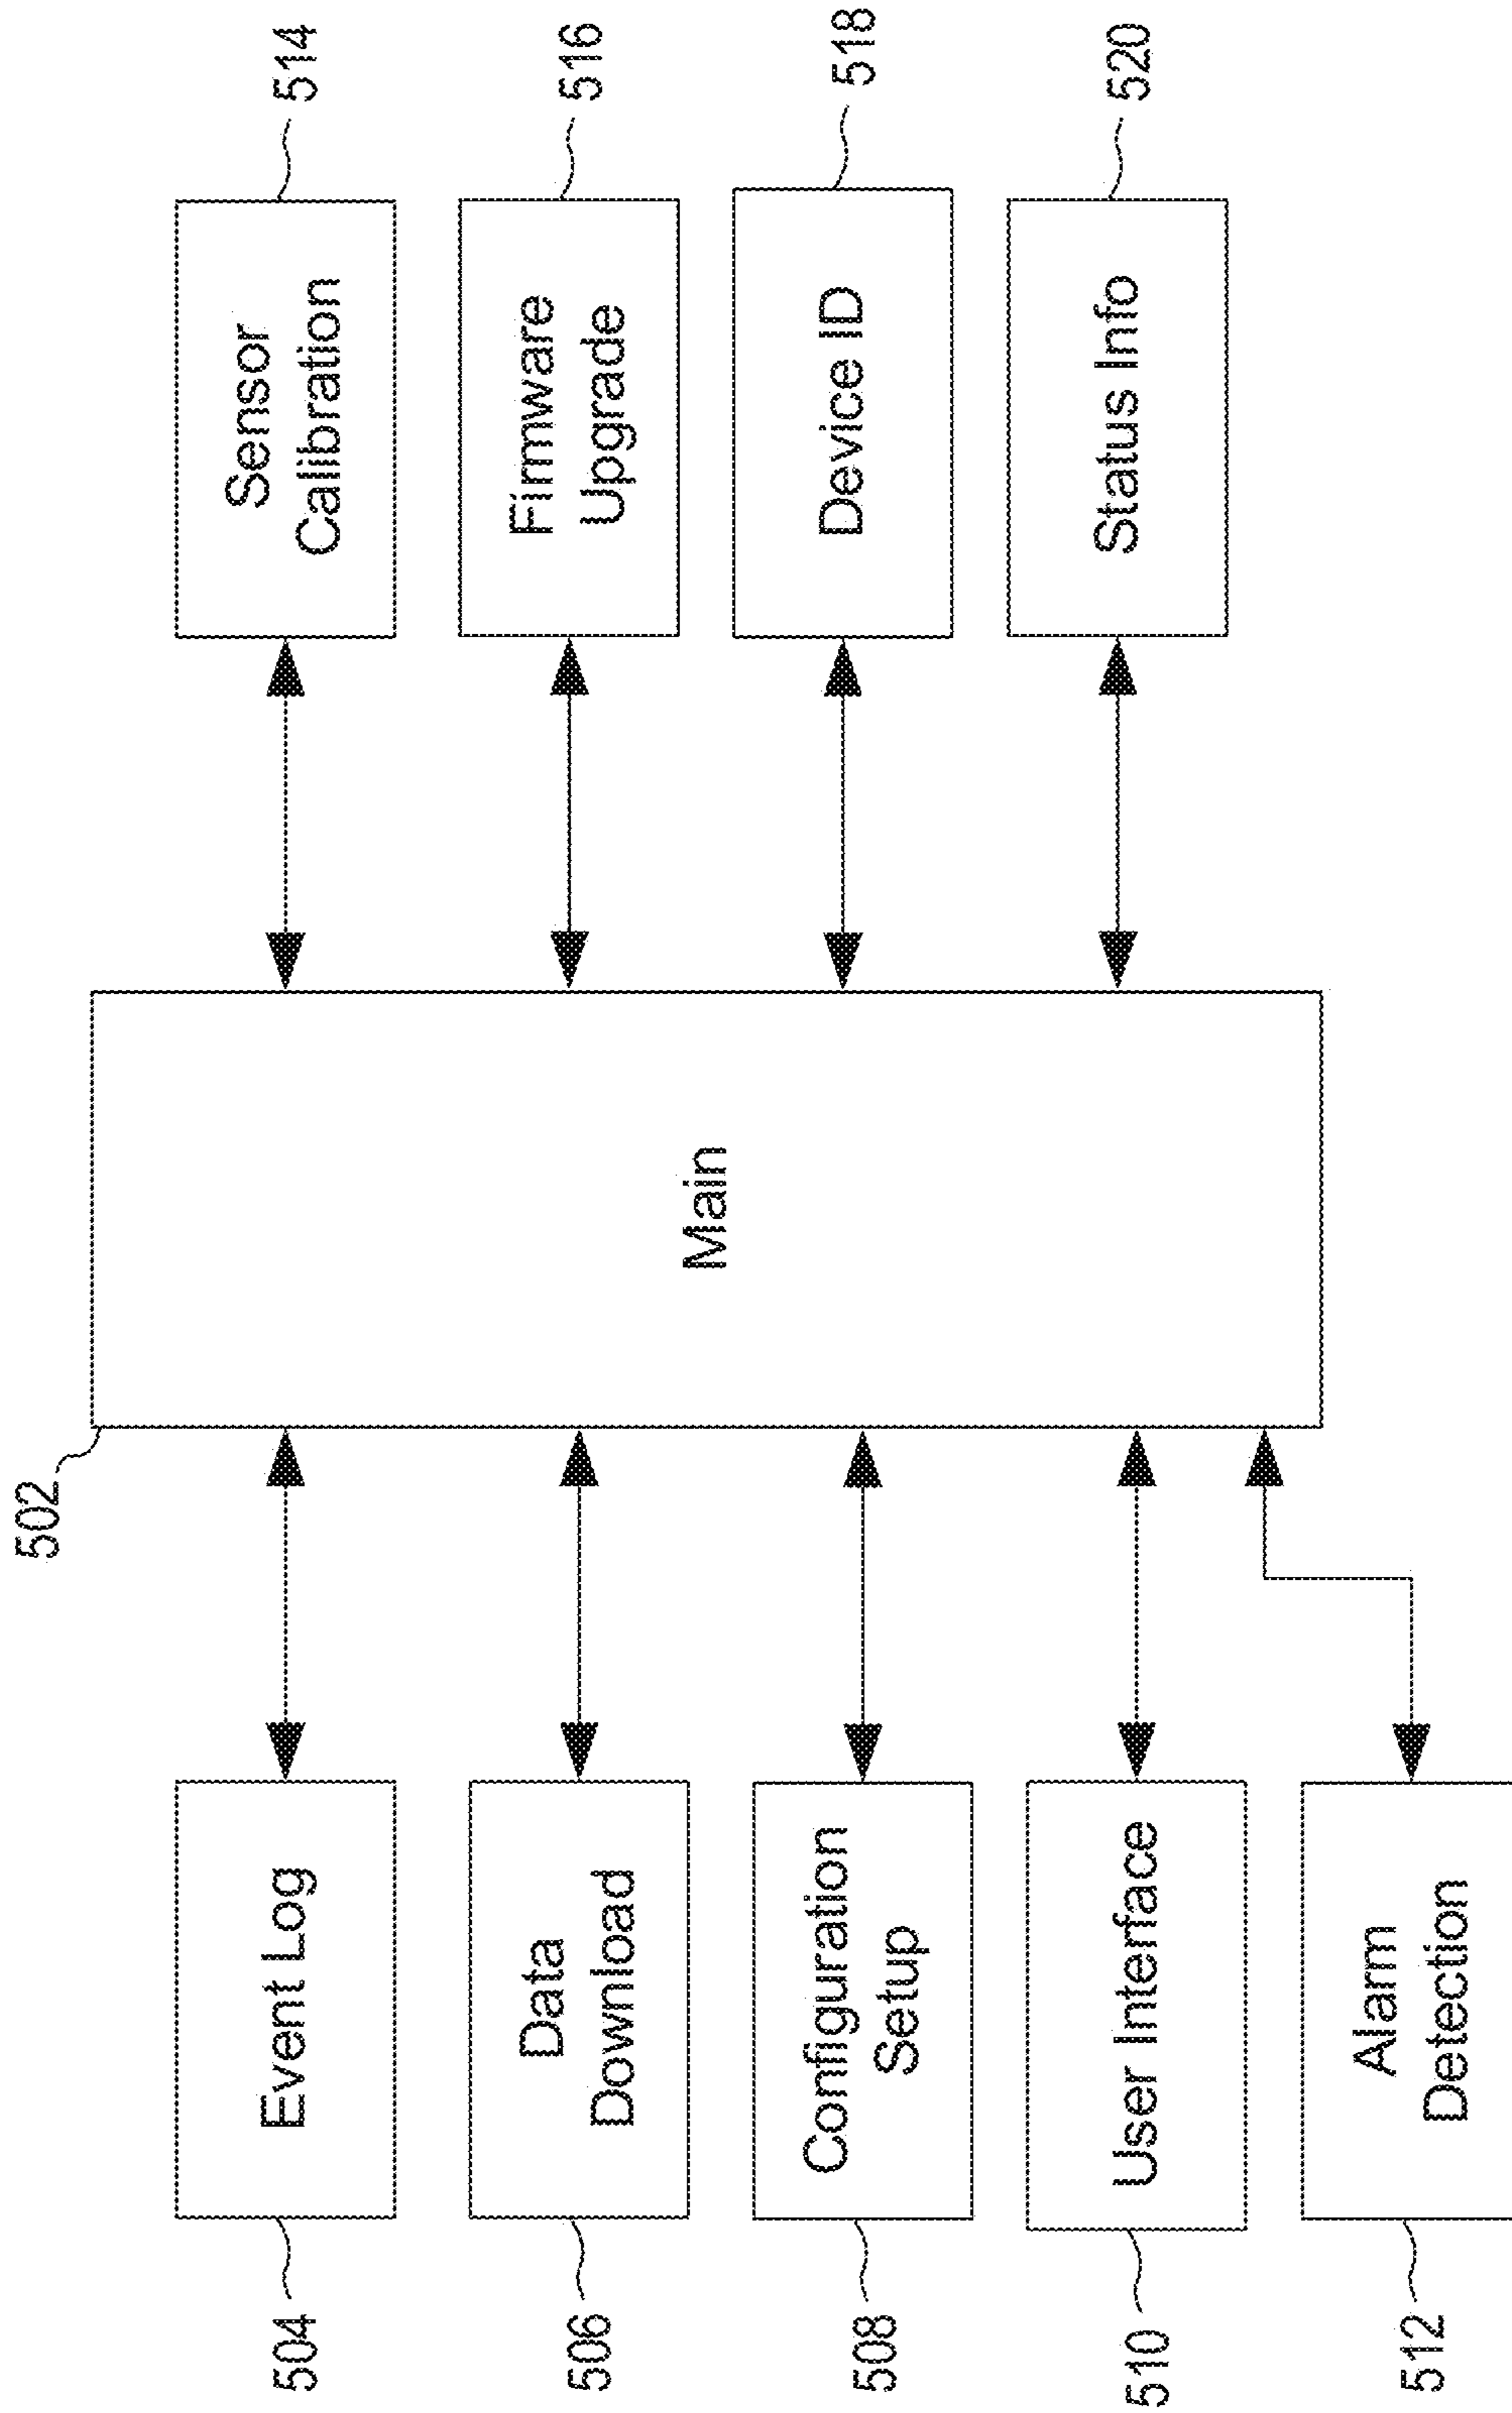 502
Main
504
Event Log
506
Data
Download
508
Configuration
Setup
510
User Interface
512
Alarm
Detection
Sensor
Calibration
514
Firmware
Upgrade
516
Device ID
518
Status Info
520